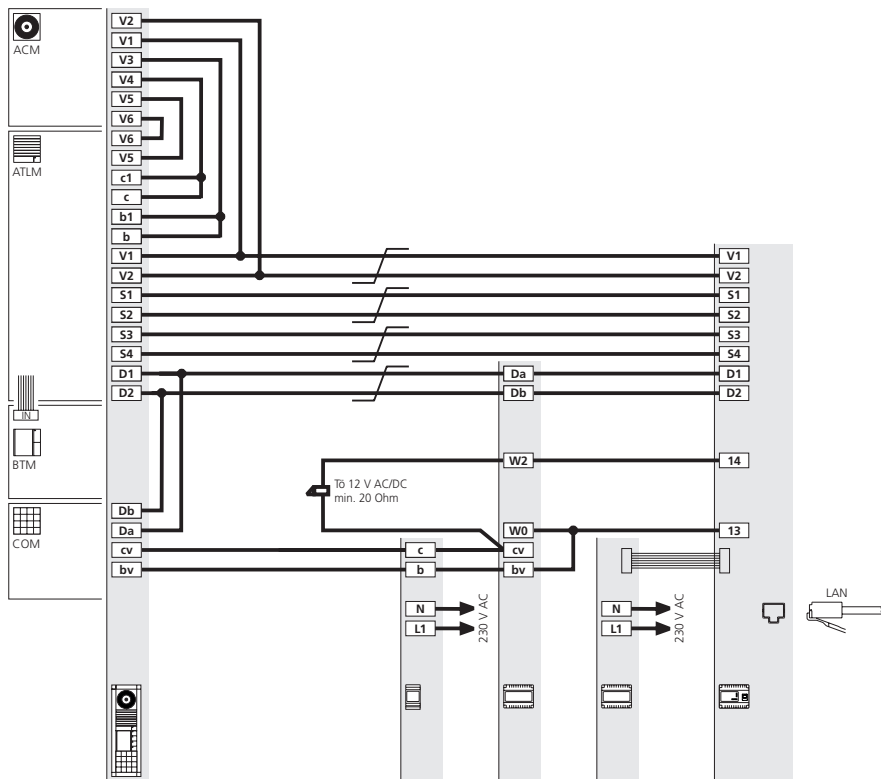 ACM
ATLM
IN
BTM
COM
V2
V1
V3
V4
V5
V6
V6
V5
c1
c
b1
b
V1
V2
S1
S2
S3
S4
D1
D2
Db
Da
cv
bv
Tö 12 V AC/DC
min. 20 Ohm
c
b
N
L1
230 V AC
Da
Db
W2
W0
cv
bv
N
L1
230 V AC
V1
V2
S1
S2
S3
S4
D1
D2
14
13
LAN